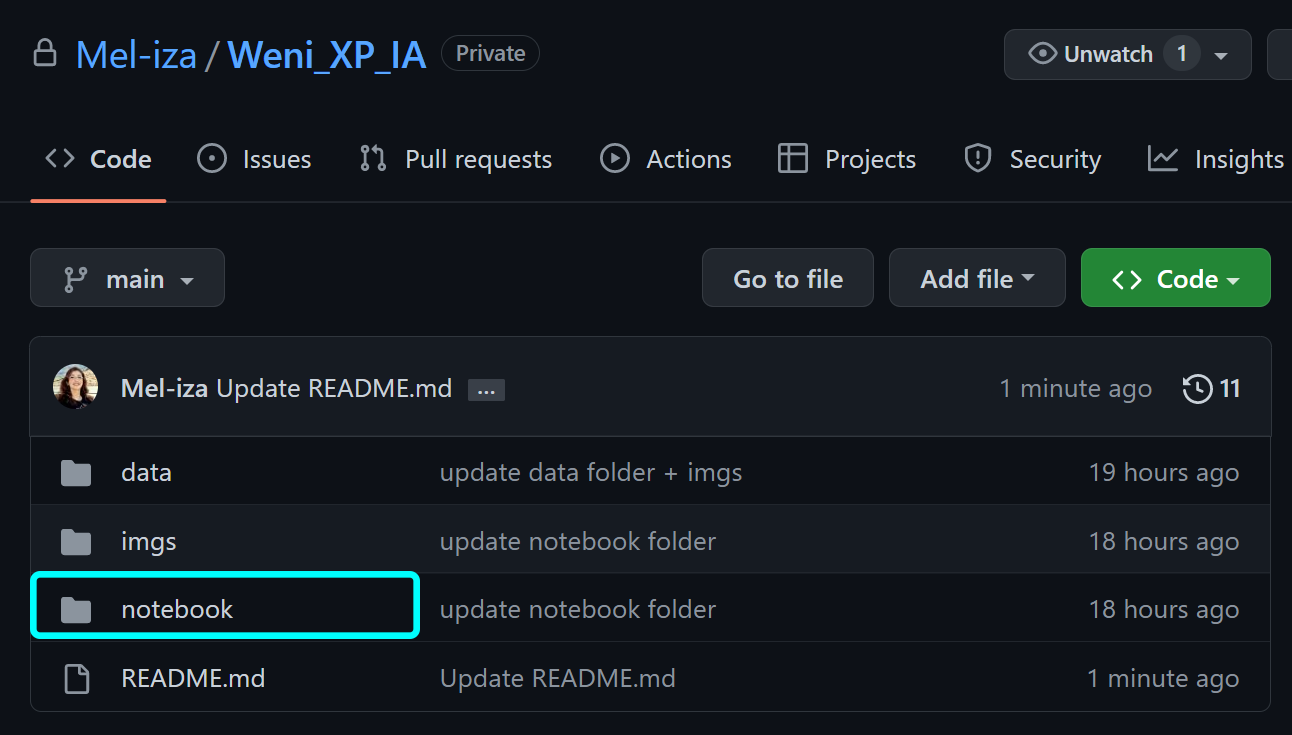 Mel-iza / Weni_XP_IA Private Unwatch 1
Code Issues Pull requests Actions Projects Security Insights
main Go to file Add file Code
Mel-iza Update README.md ... 1 minute ago 11
data update data folder + imgs 19 hours ago
imgs update notebook folder 18 hours ago
notebook update notebook folder 18 hours ago
README.md Update README.md 1 minute ago